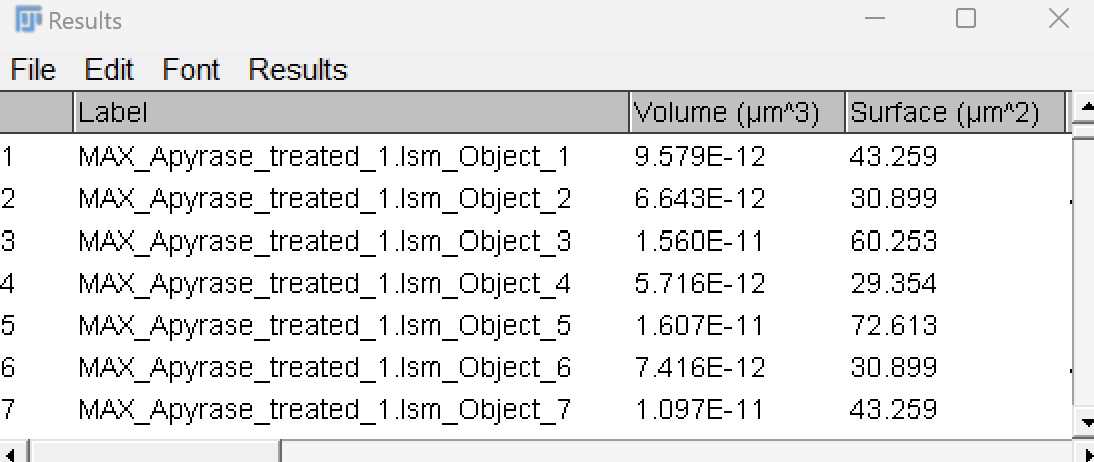 Results
File Edit Font Results
Label Volume (µm^3) Surface (µm^2)
1 MAX_Apyrase_treated_1.lsm_Object_1 9.579E-12 43.259
2 MAX_Apyrase_treated_1.lsm_Object_2 6.643E-12 30.899
3 MAX_Apyrase_treated_1.lsm_Object_3 1.560E-11 60.253
4 MAX_Apyrase_treated_1.lsm_Object_4 5.716E-12 29.354
5 MAX_Apyrase_treated_1.lsm_Object_5 1.607E-11 72.613
6 MAX_Apyrase_treated_1.lsm_Object_6 7.416E-12 30.899
7 MAX_Apyrase_treated_1.lsm_Object_7 1.097E-11 43.259